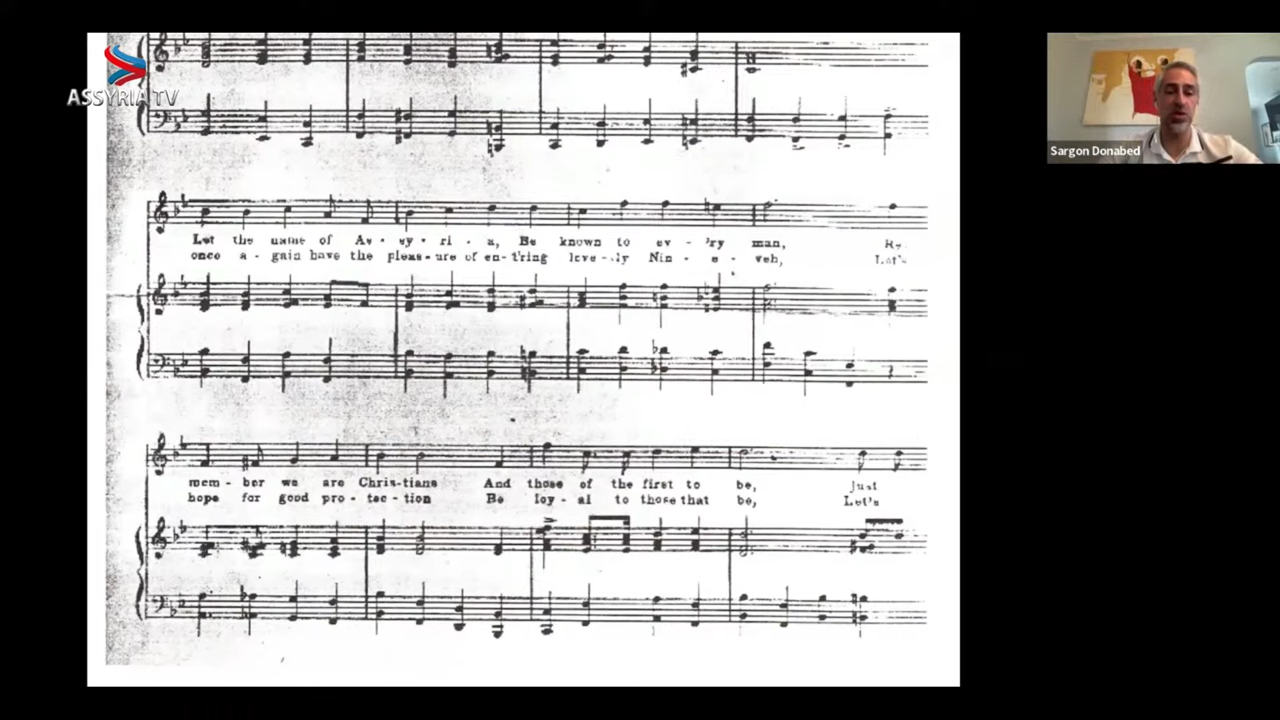 ASSYRIA TV
Sargon Donabed
Let the name of As - sy - ri - a, Be known to ev - 'ry man, Re-
once a - gain have the pleas - ure of en - t'ring love - ly Nin - e - veh, Let's
mem - ber we are Chris - tians And those of the first to be, Just
hope for good pro - tec - tion Be loy - al to those that be, Let's